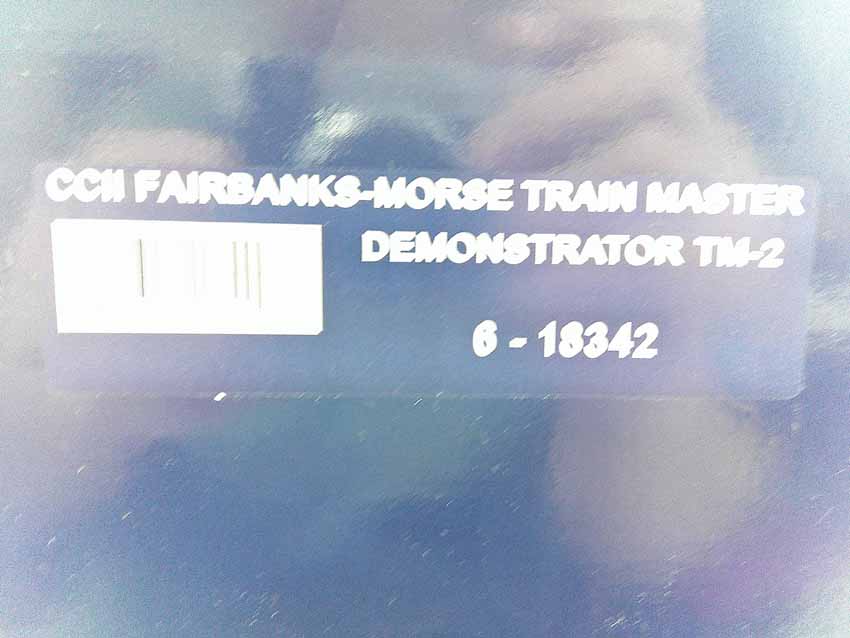 CCII FAIRBANKS-MORSE TRAIN MASTER
DEMONSTRATOR TM-2
6 - 18342